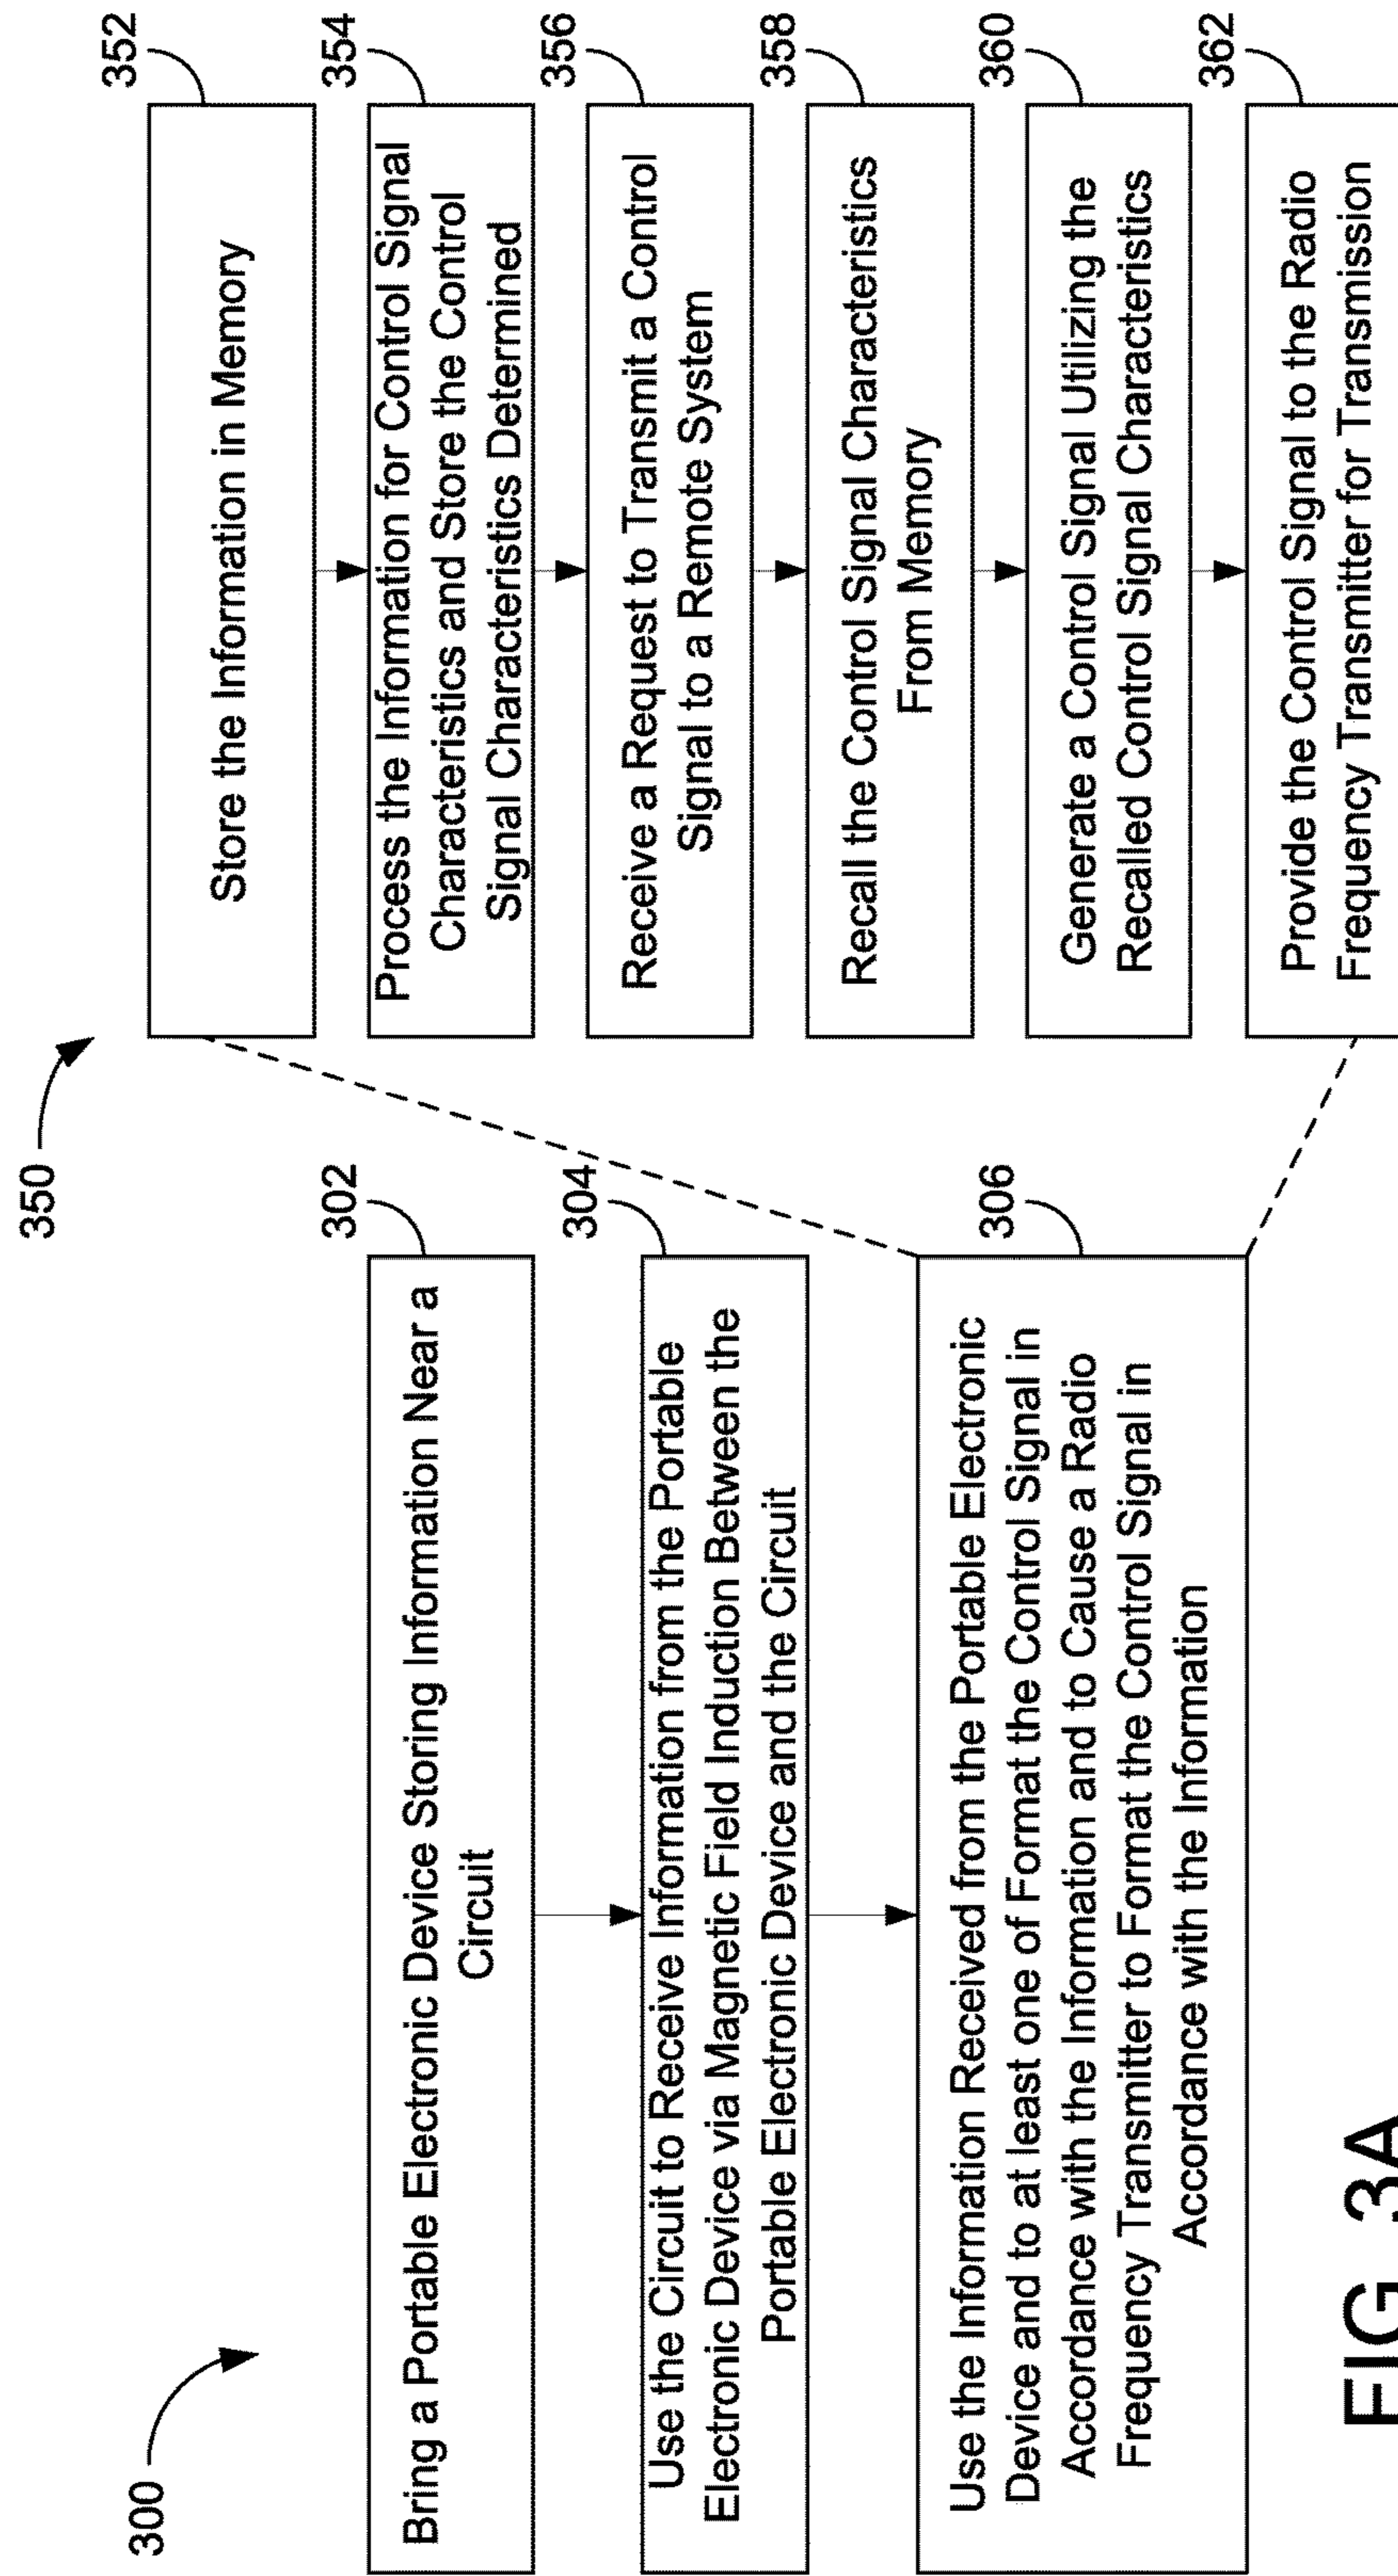 300
Bring a Portable Electronic Device Storing Information Near a
Circuit
302
Use the Circuit to Receive Information from the Portable
Electronic Device via Magnetic Field Induction Between the
Portable Electronic Device and the Circuit
304
Use the Information Received from the Portable Electronic
Device and to at least one of Format the Control Signal in
Accordance with the Information and to Cause a Radio
Frequency Transmitter to Format the Control Signal in
Accordance with the Information
306
350
Store the Information in Memory
352
Process the Information for Control Signal
Characteristics and Store the Control
Signal Characteristics Determined
354
Receive a Request to Transmit a Control
Signal to a Remote System
356
Recall the Control Signal Characteristics
From Memory
358
Generate a Control Signal Utilizing the
Recalled Control Signal Characteristics
360
Provide the Control Signal to the Radio
Frequency Transmitter for Transmission
362
FIG. 3A